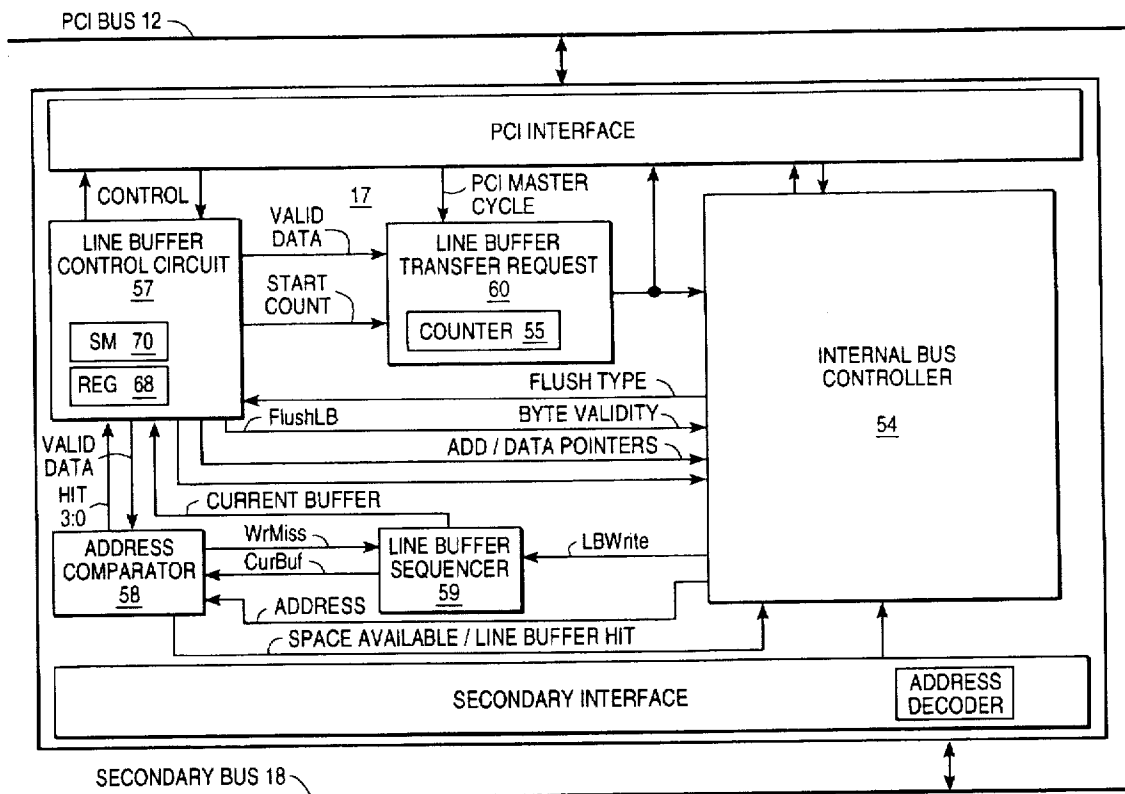 PCI BUS 12
PCI INTERFACE
CONTROL
17
PCI MASTER
CYCLE
LINE BUFFER
CONTROL CIRCUIT
57
SM 70
REG 68
VALID
DATA
START
COUNT
LINE BUFFER
TRANSFER REQUEST
60
COUNTER 55
INTERNAL BUS
CONTROLLER
54
FLUSH TYPE
FlushLB
BYTE VALIDITY
ADD / DATA POINTERS
VALID
DATA
HIT
3:0
CURRENT BUFFER
ADDRESS
COMPARATOR
58
WrMiss
CurBuf
LINE BUFFER
SEQUENCER
59
LBWrite
ADDRESS
SPACE AVAILABLE / LINE BUFFER HIT
SECONDARY INTERFACE
ADDRESS
DECODER
SECONDARY BUS 18